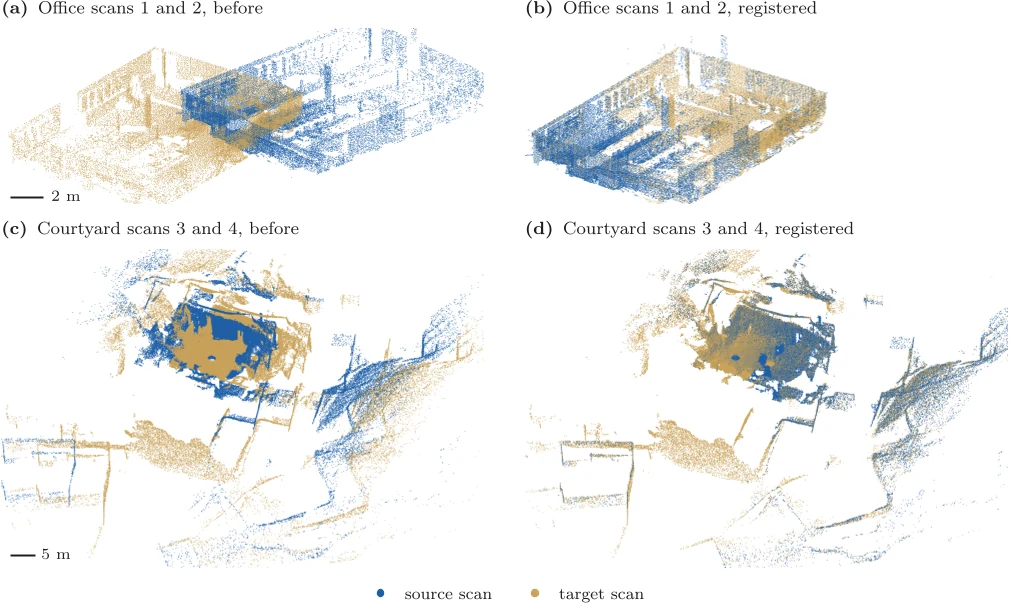 (a) Office scans 1 and 2, before
(b) Office scans 1 and 2, registered
2 m
(c) Courtyard scans 3 and 4, before
(d) Courtyard scans 3 and 4, registered
5 m
source scan
target scan